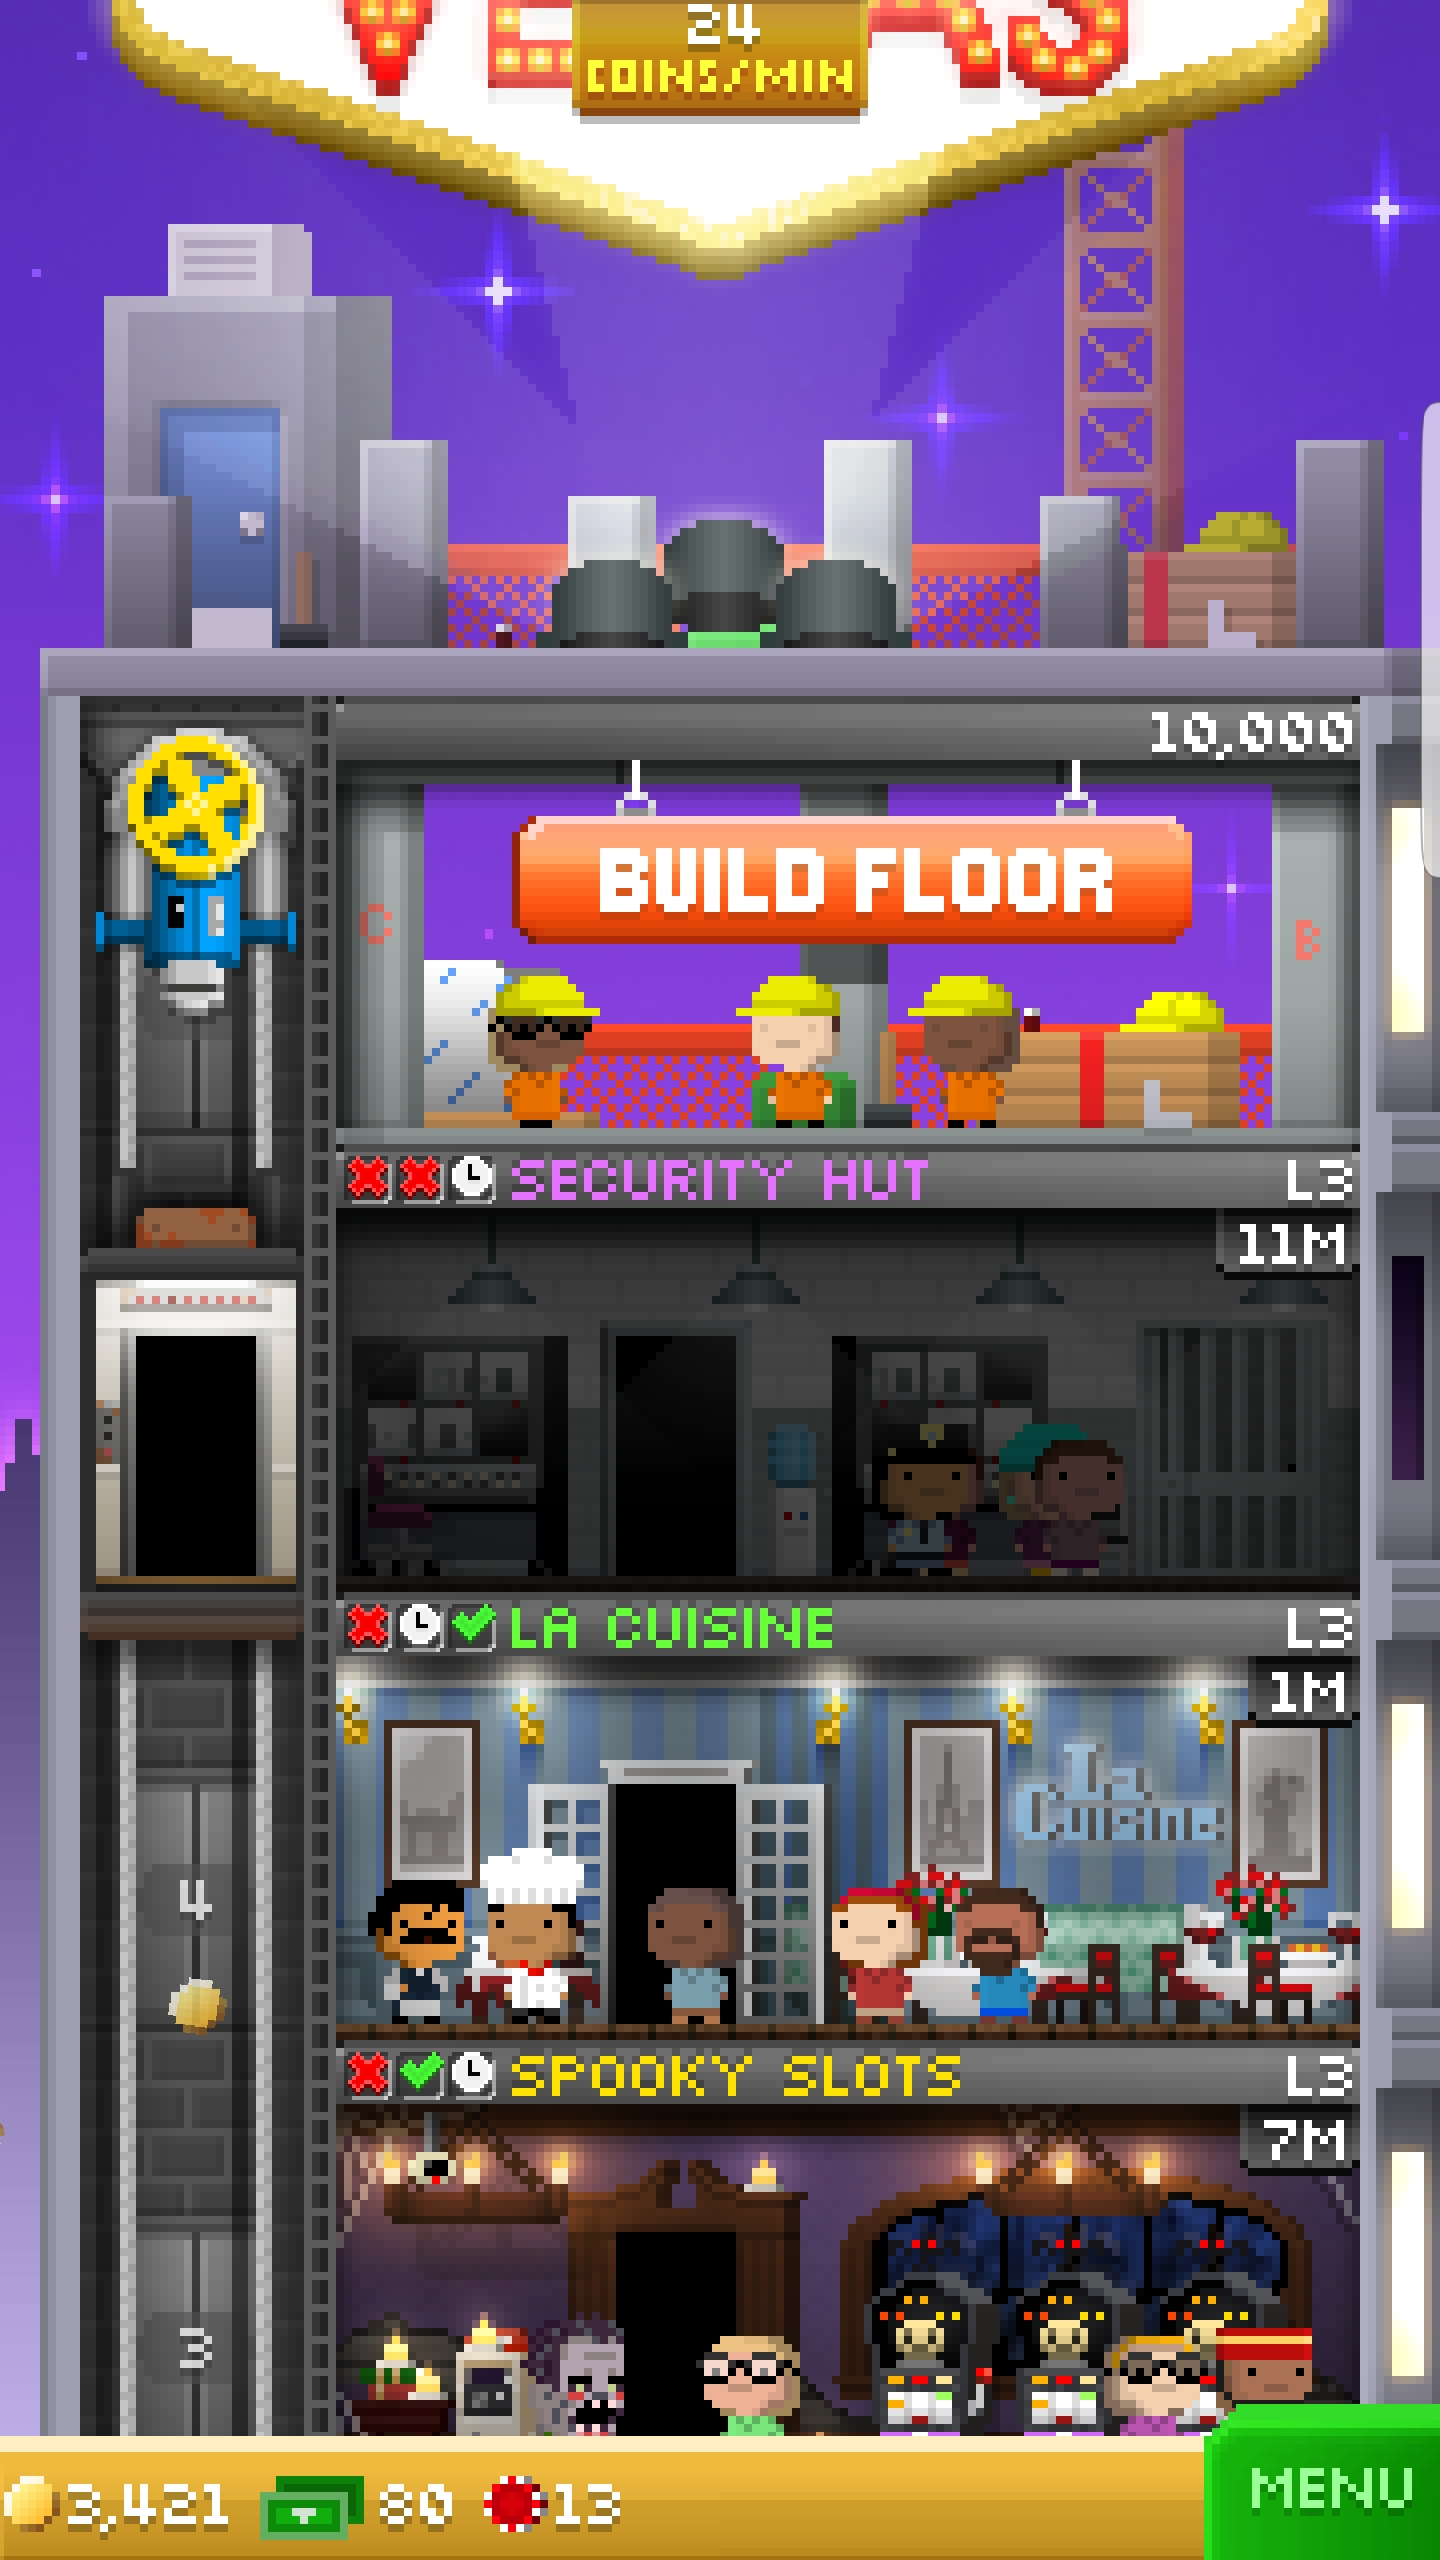 24
COINS/MIN
10,000
BUILD FLOOR
C
B
SECURITY HUT L3
11M
LA CUISINE L3
1M
La
Cuisine
4
SPOOKY SLOTS L3
7M
3
3,421 80 13
MENU